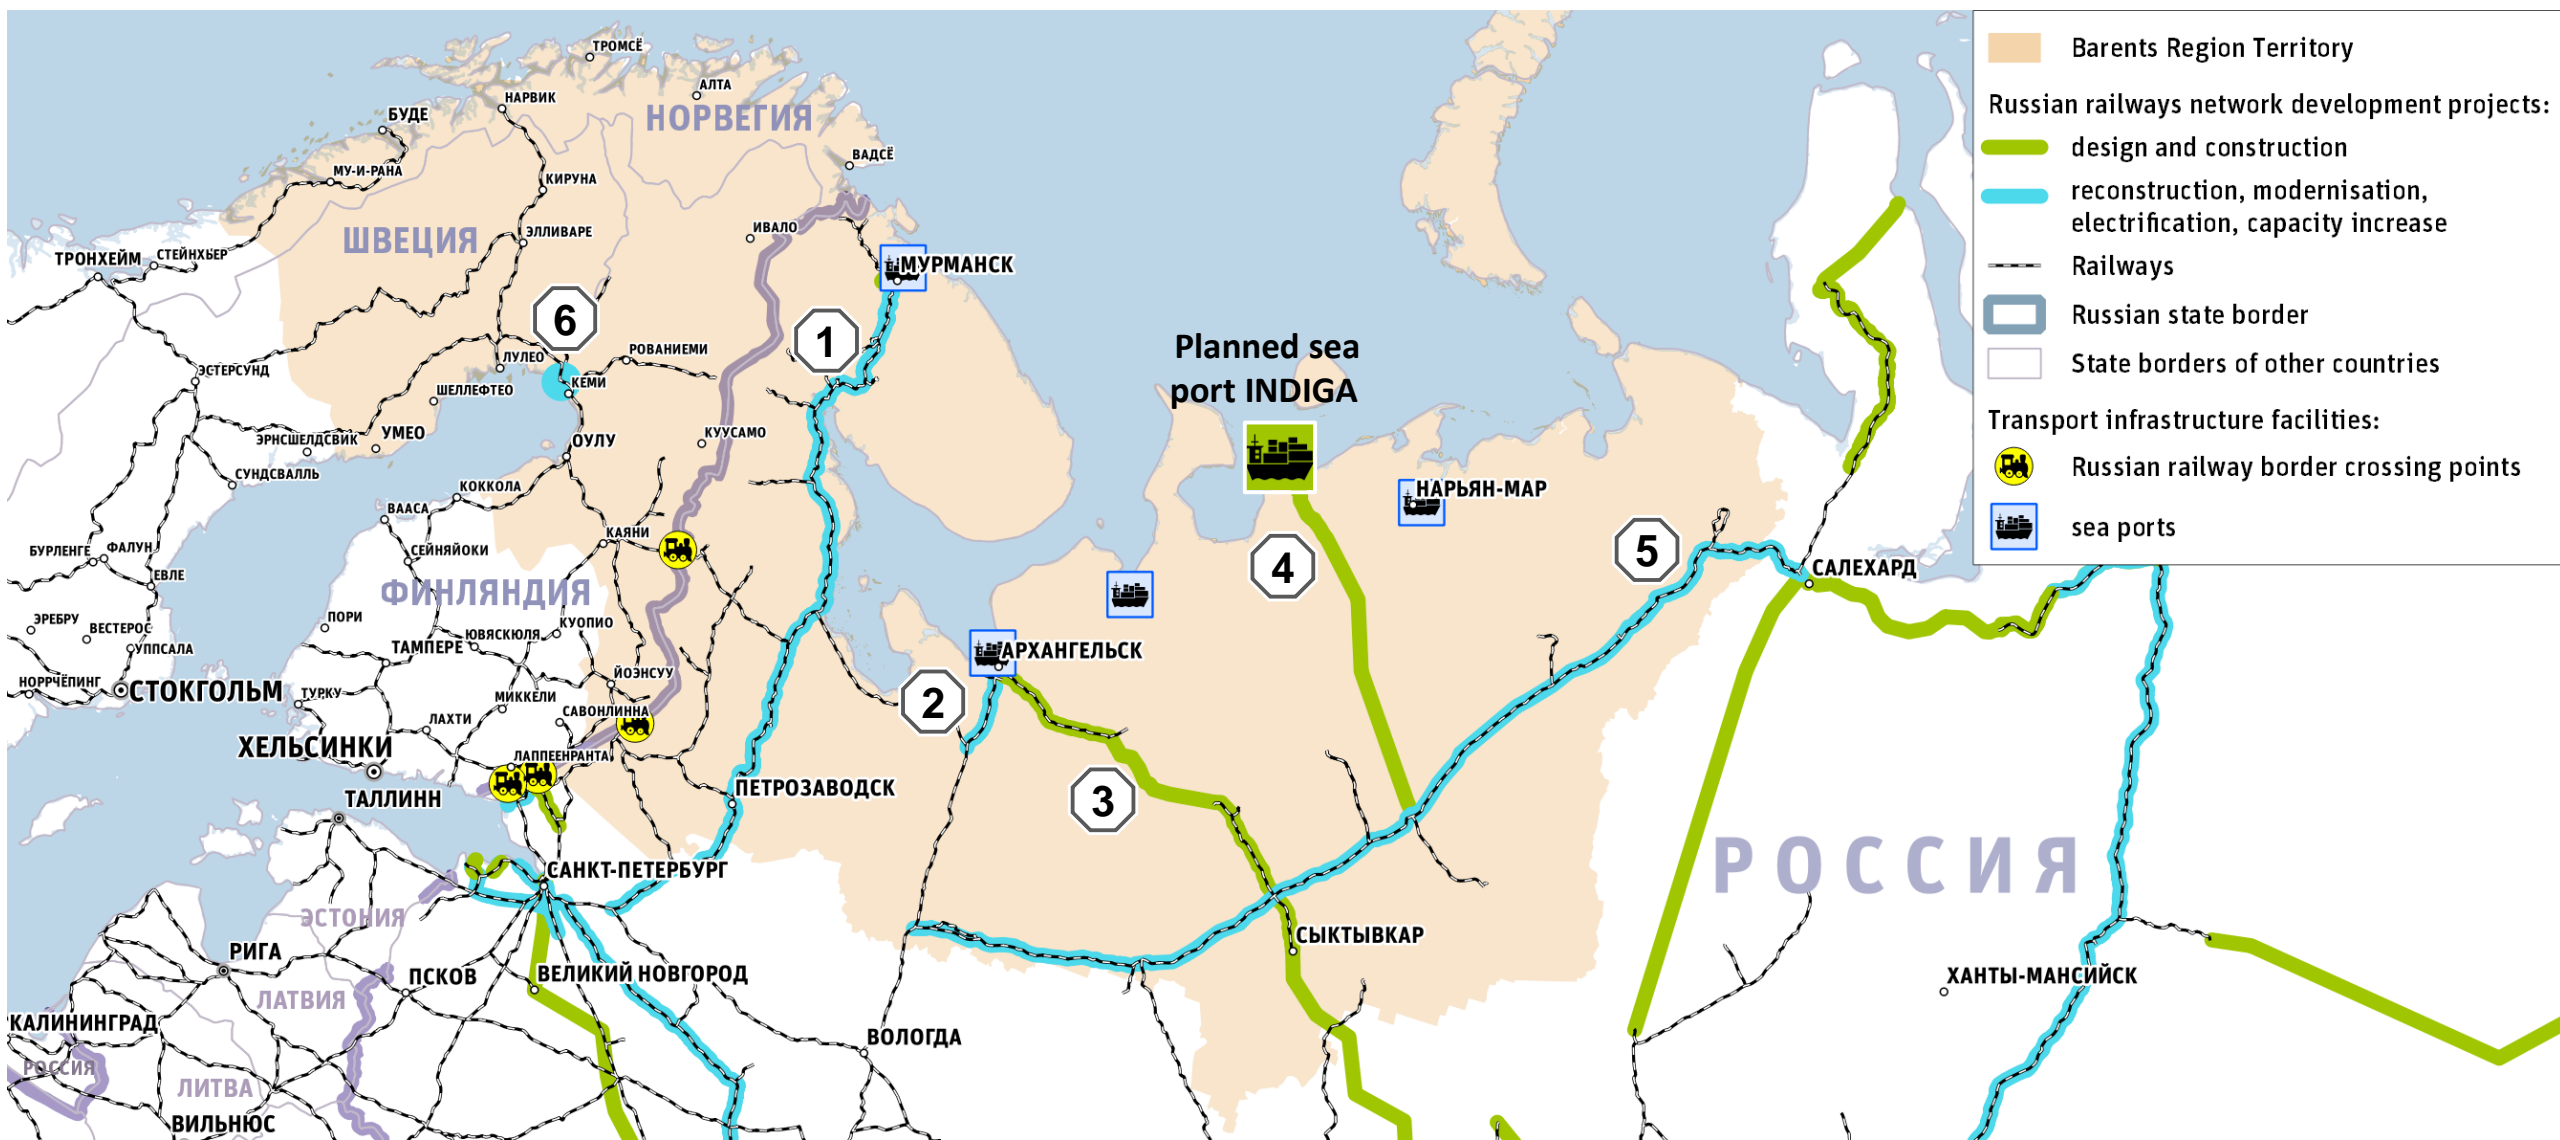 ТРОМСЁ
АЛТА
НАРВИК
НОРВЕГИЯ
БУДЕ
ВАДСЁ
МУ-И-РАНА
КИРУНА
ИВАЛО
ШВЕЦИЯ
ЭЛЛИВАРЕ
СТЕЙНХЬЕР
ТРОНХЕЙМ
МУРМАНСК
6
1
РОВАНИЕМИ
ЛУЛЕО
ЭСТЕРСУНД
КЕМИ
ШЕЛЛЕФТЕО
Planned sea
port INDIGA
УМЕО
КУУСАМО
ЭРНСШЕЛДСВИК
ОУЛУ
СУНДСВАЛЛЬ
КОККОЛА
НАРЬЯН-МАР
ВААСА
КАЯНИ
БУРЛЕНГЕ
ФАЛУН
СЕЙНЯЙОКИ
4
5
САЛЕХАРД
ЕВЛЕ
ФИНЛЯНДИЯ
ЭРЕБРУ
ВЕСТЕРОС
ПОРИ
КУОПИО
ЮВЯСКЮЛЯ
УППСАЛА
ТАМПЕРЕ
АРХАНГЕЛЬСК
ЙОЭНСУУ
НОРРЧЁПИНГ
СТОКГОЛЬМ
ТУРКУ
МИККЕЛИ
2
САВОНЛИННА
ЛАХТИ
ХЕЛЬСИНКИ
ЛАППЕЕНРАНТА
ПЕТРОЗАВОДСК
3
ТАЛЛИНН
САНКТ-ПЕТЕРБУРГ
РОССИЯ
ЭСТОНИЯ
СЫКТЫВКАР
РИГА
ПСКОВ
ВЕЛИКИЙ НОВГОРОД
ХАНТЫ-МАНСИЙСК
ЛАТВИЯ
КАЛИНИНГРАД
ВОЛОГДА
РОССИЯ
ЛИТВА
ВИЛЬНЮС
Barents Region Territory
Russian railways network development projects:
design and construction
reconstruction, modernisation,
electrification, capacity increase
Railways
Russian state border
State borders of other countries
Transport infrastructure facilities:
Russian railway border crossing points
sea ports